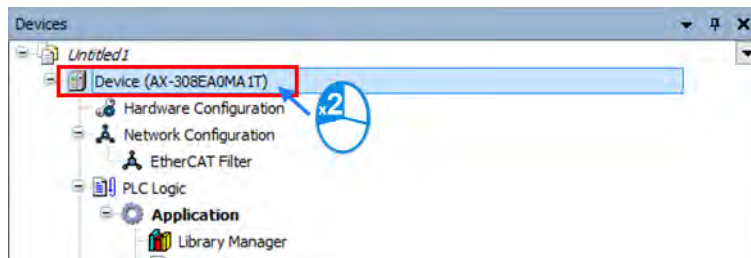 Devices
Untitled1
Device (AX-308EA0MA1T)
x2
Hardware Configuration
Network Configuration
EtherCAT Filter
PLC Logic
Application
Library Manager